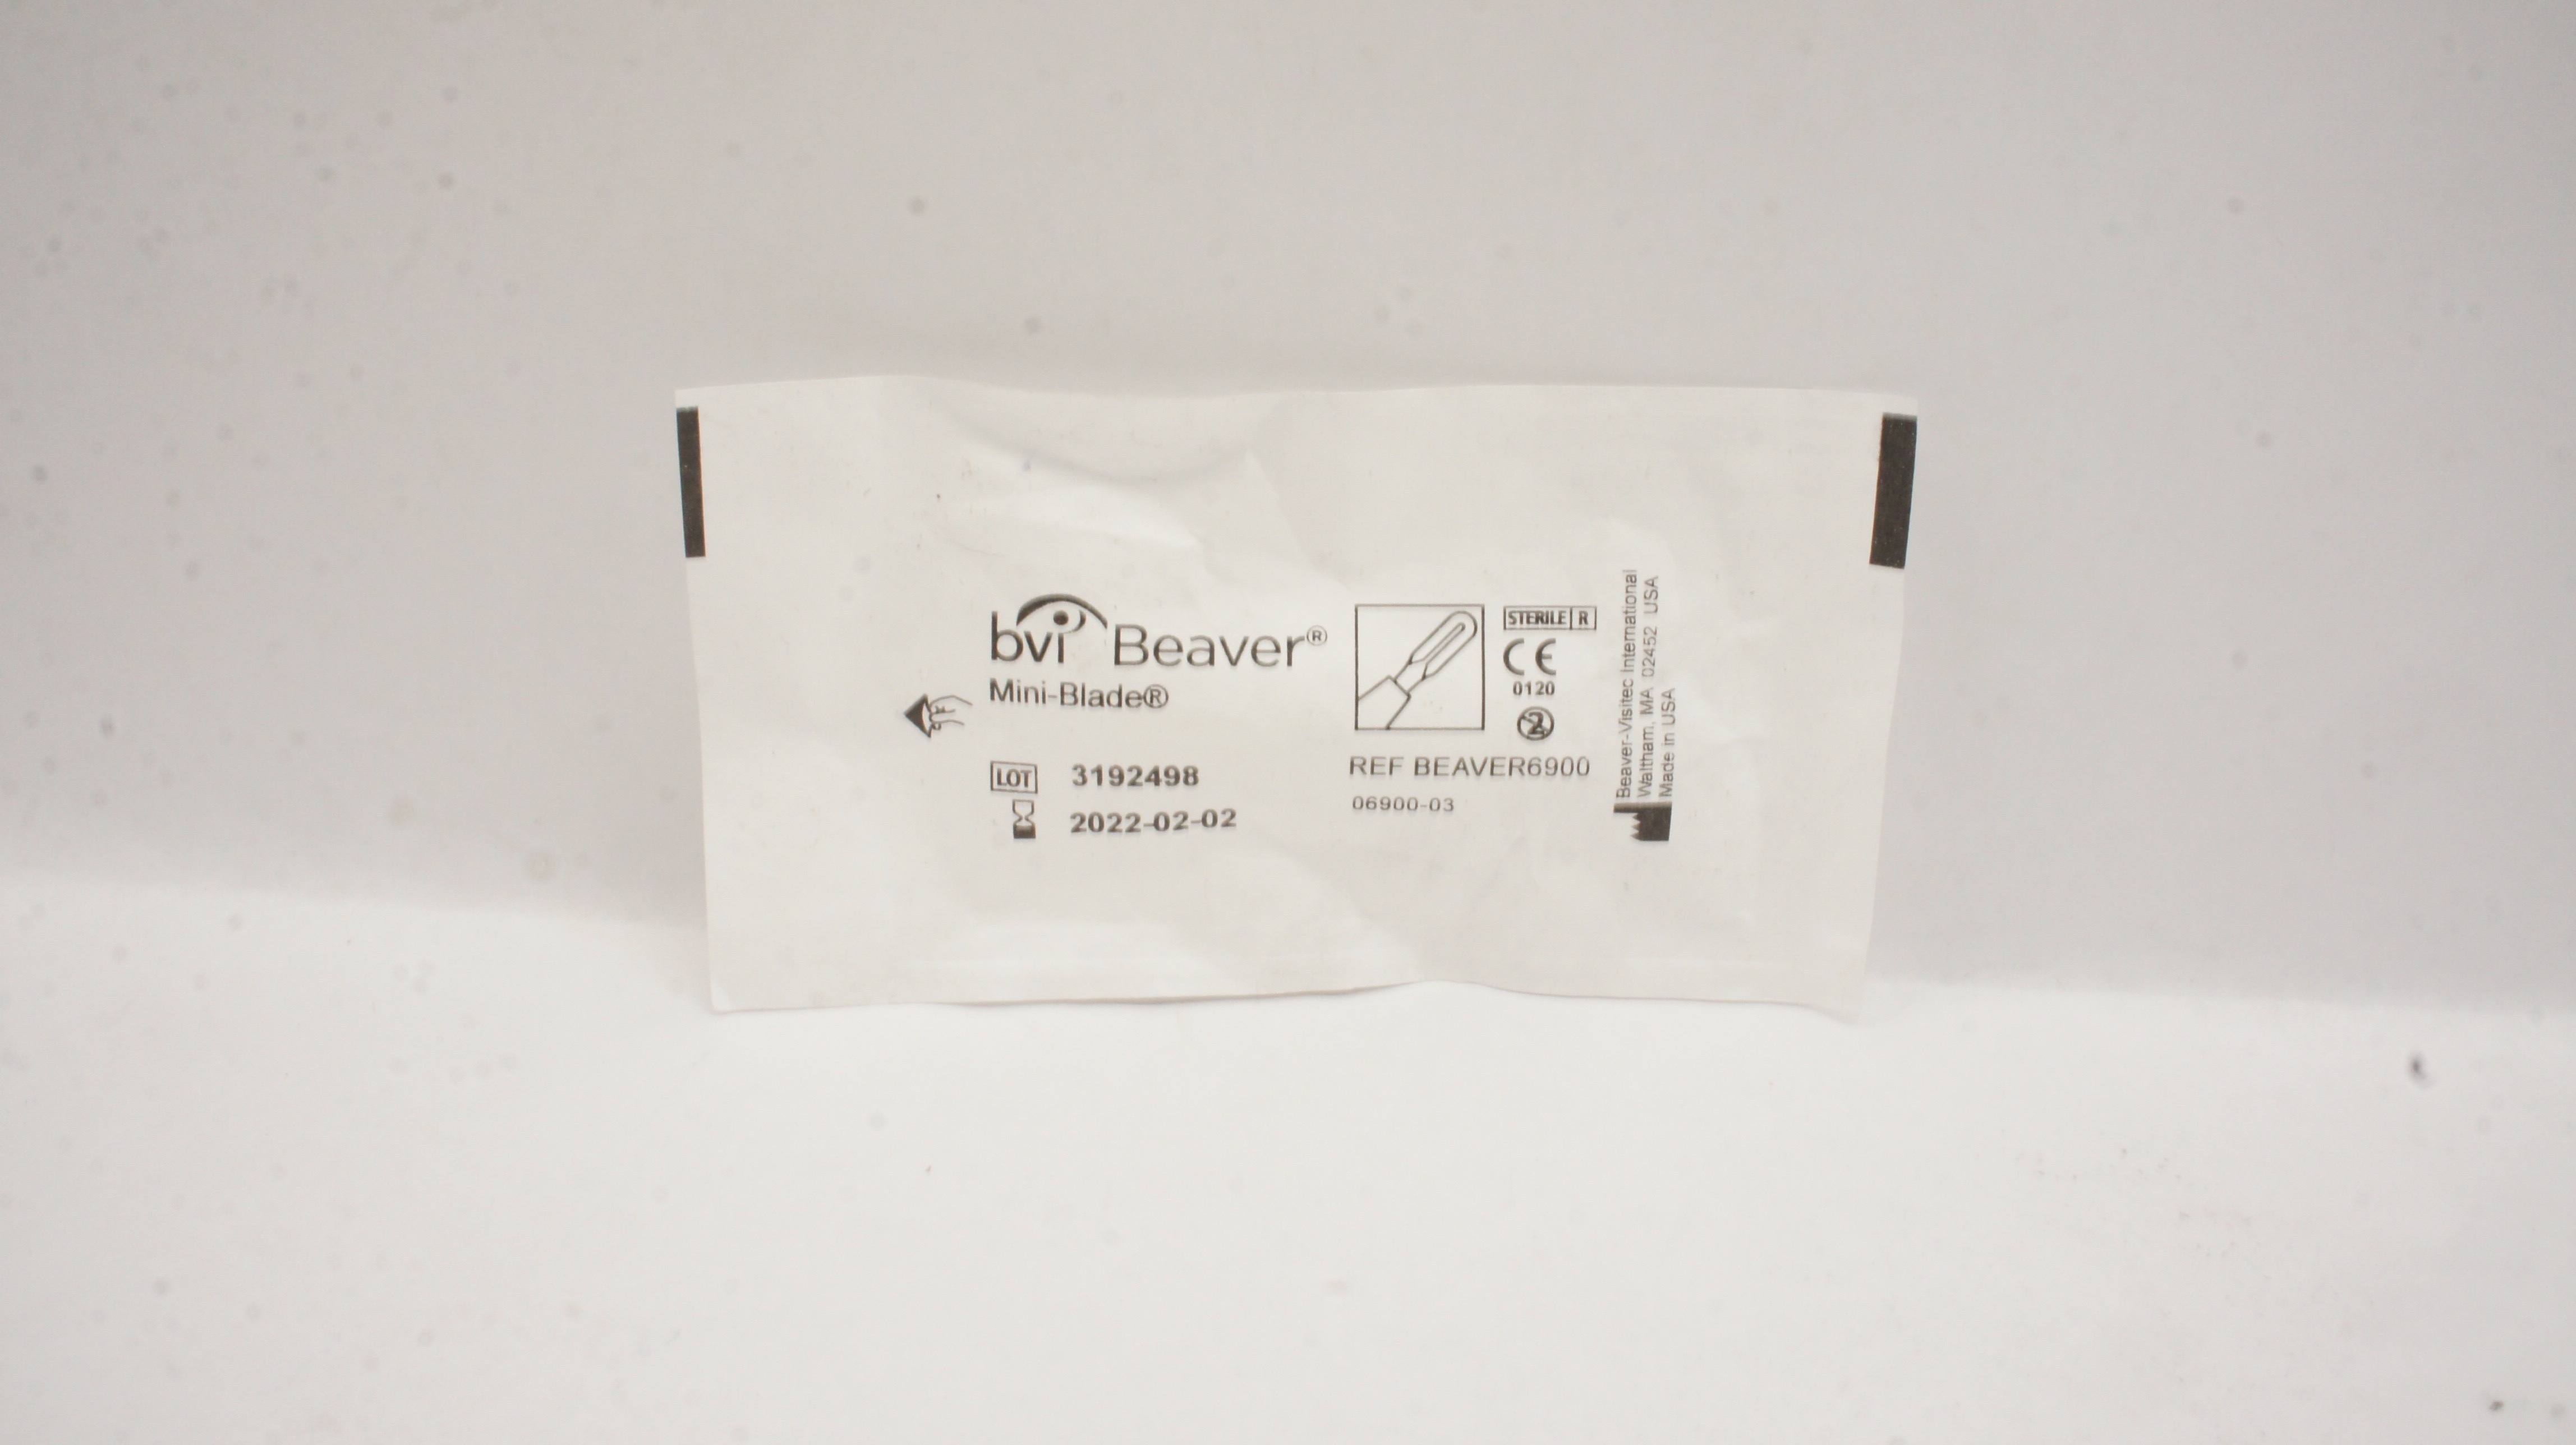 bvi Beaver®
Mini-Blade®
LOT 3192498
2022-02-02
STERILE R
CE
0120
2
REF BEAVER6900
06900-03
Beaver-Visitec International
Waltham, MA 02452 USA
Made in USA